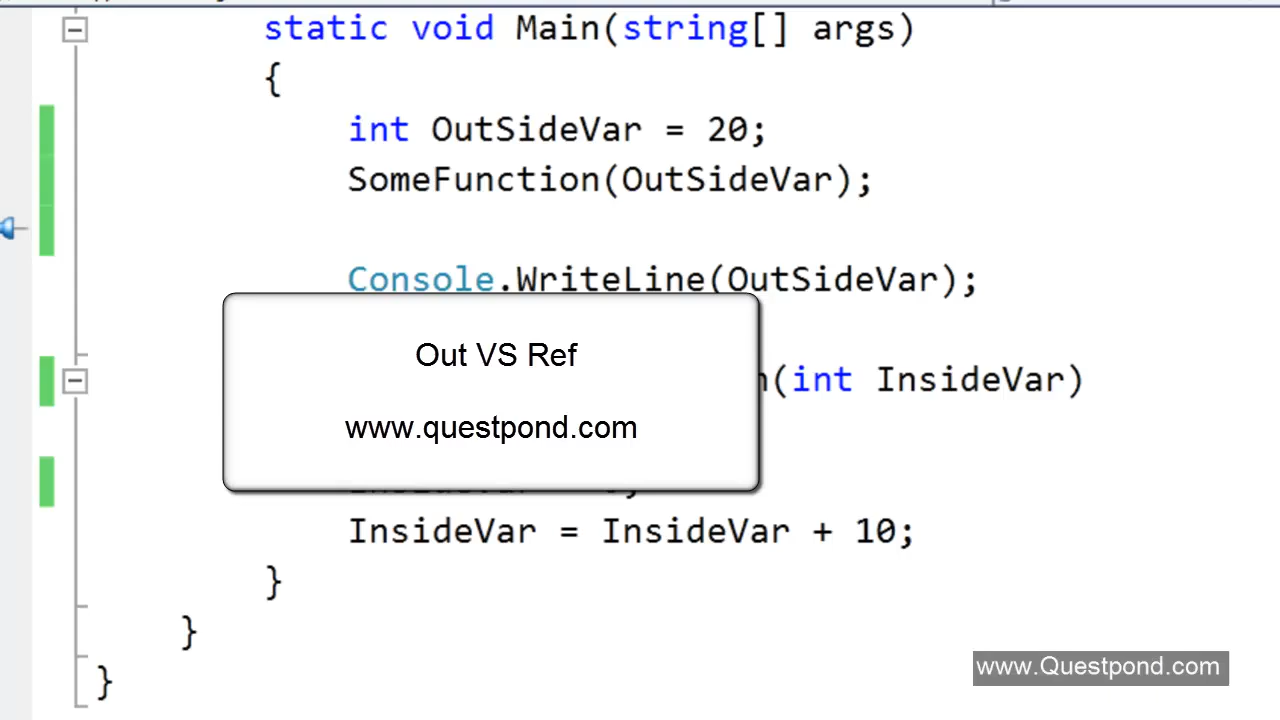 static void Main(string[] args)
{
int OutSideVar = 20;
SomeFunction(OutSideVar);
Console.WriteLine(OutSideVar);
Out VS Ref
(int InsideVar)
www.questpond.com
InsideVar = InsideVar + 10;
}
}
www.Questpond.com
}